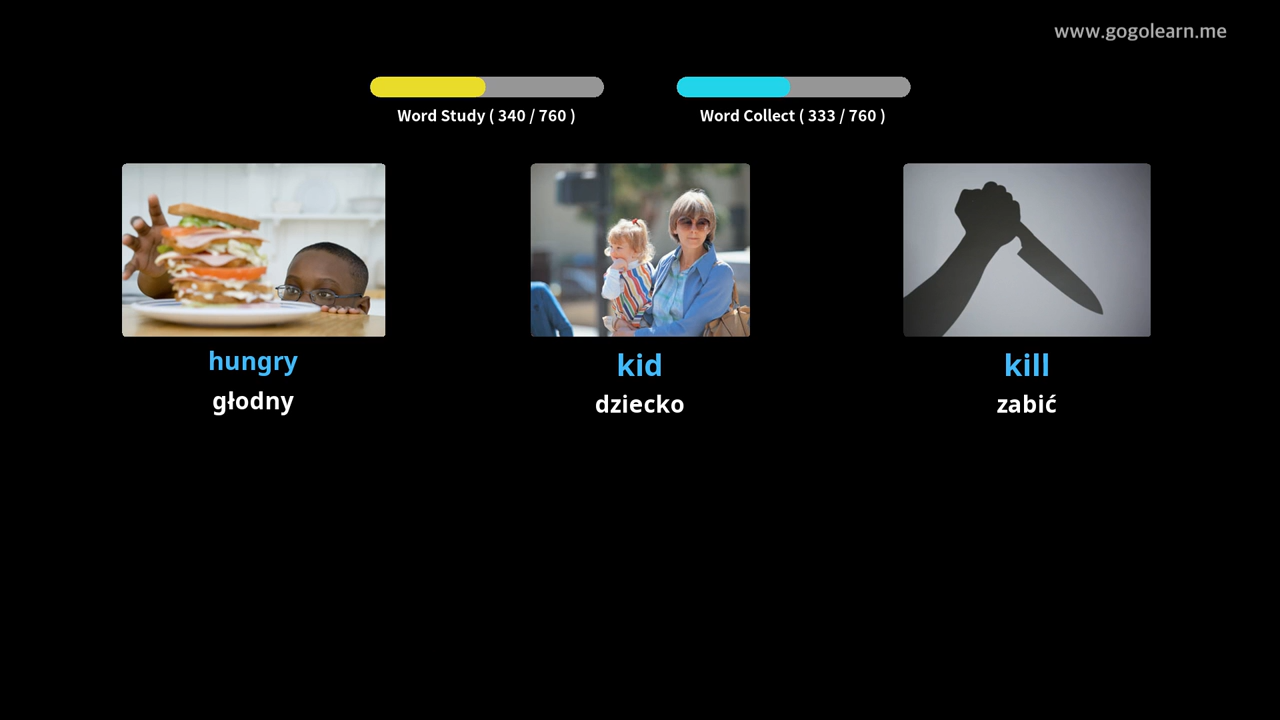 www.gogolearn.me
Word Study ( 340 / 760 )
Word Collect ( 333 / 760 )
hungry
głodny
kid
dziecko
kill
zabić